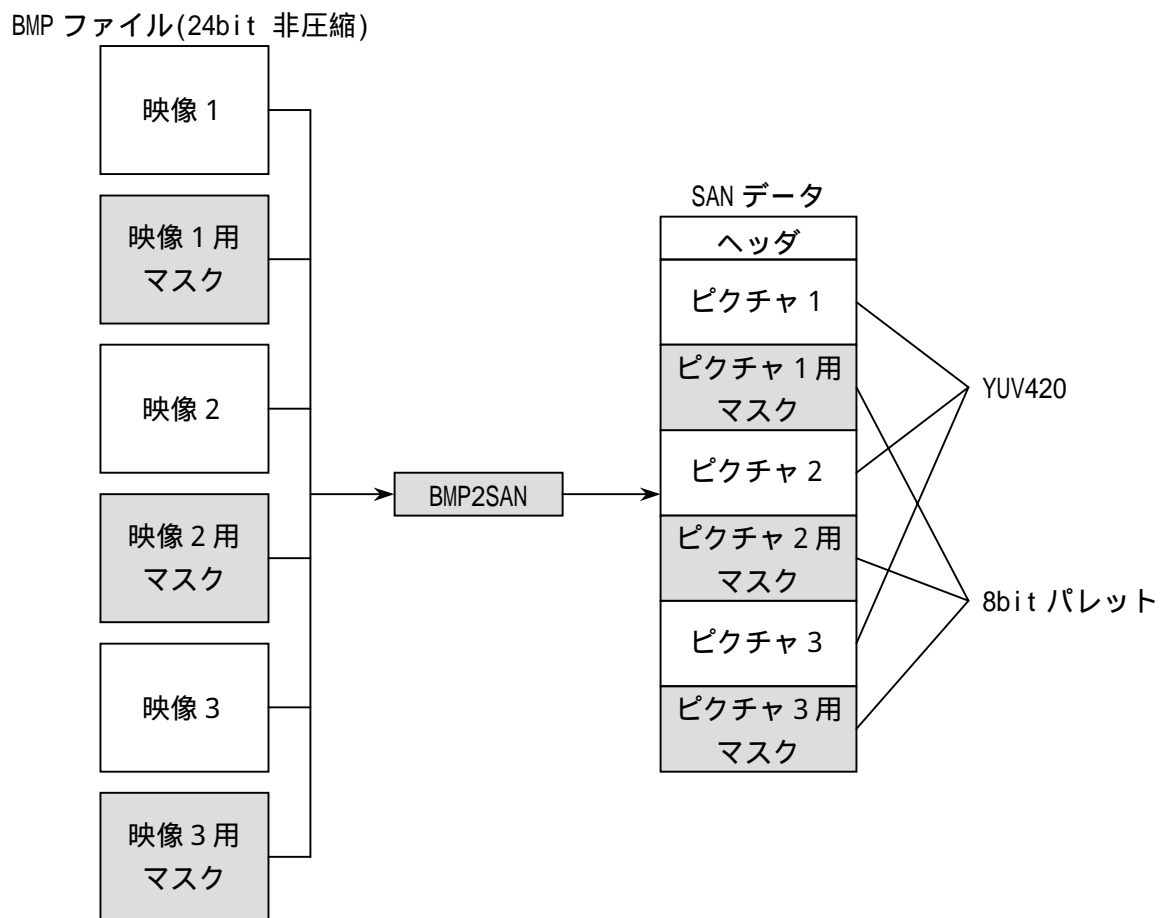 BMP ファイル(24bit 非圧縮)
映像 1
映像 1 用
マスク
映像 2
映像 2 用
マスク
映像 3
映像 3 用
マスク
BMP2SAN
SAN データ
ヘッダ
ピクチャ 1
ピクチャ 1 用
マスク
ピクチャ 2
ピクチャ 2 用
マスク
ピクチャ 3
ピクチャ 3 用
マスク
YUV420
8bit パレット